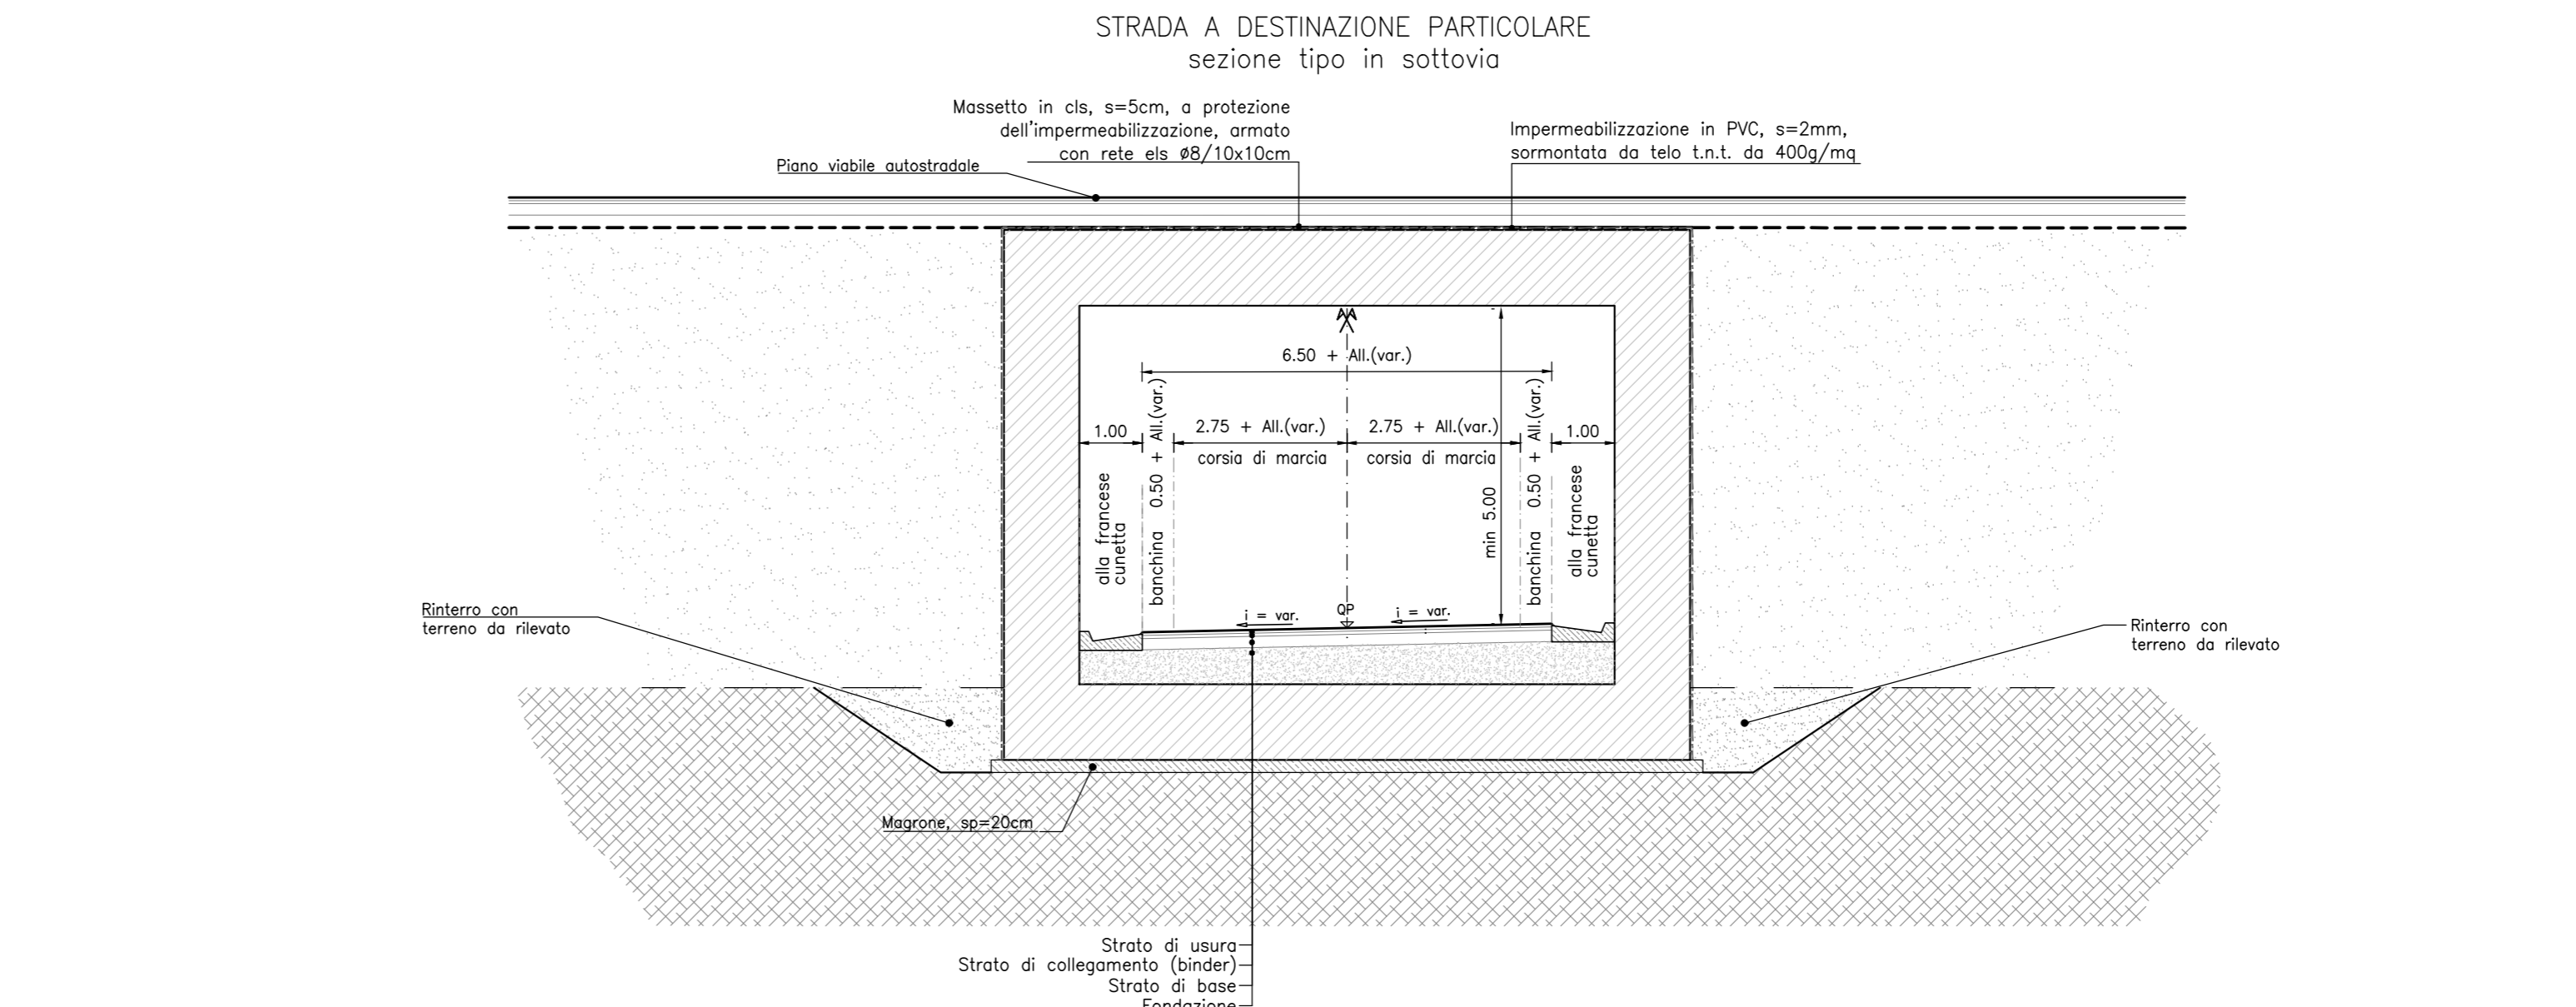 STRADA A DESTINAZIONE PARTICOLARE
sezione tipo in sottovia
Massetto in cls, s=5cm, a protezione
dell'impermeabilizzazione, armato
con rete els ø8/10x10cm
Impermeabilizzazione in PVC, s=2mm,
sormontata da telo t.n.t. da 400g/mq
Piano viabile autostradale
6.50 + All.(var.)
1.00
2.75 + All.(var.)
2.75 + All.(var.)
1.00
corsia di marcia
corsia di marcia
alla francese
cunetta
banchina 0.50 + All.(var.)
min 5.00
banchina 0.50 + All.(var.)
alla francese
cunetta
i = var.
QP
i = var.
Rinterro con
terreno da rilevato
Rinterro con
terreno da rilevato
Magrone, sp=20cm
Strato di usura
Strato di collegamento (binder)
Strato di base
Fondazione